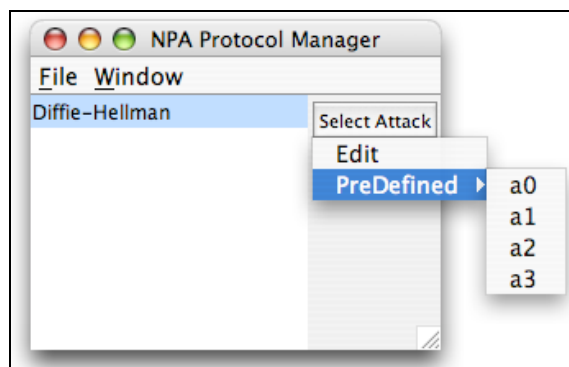 NPA Protocol Manager
File Window
Diffie-Hellman
Select Attack
Edit
PreDefined
a0
a1
a2
a3